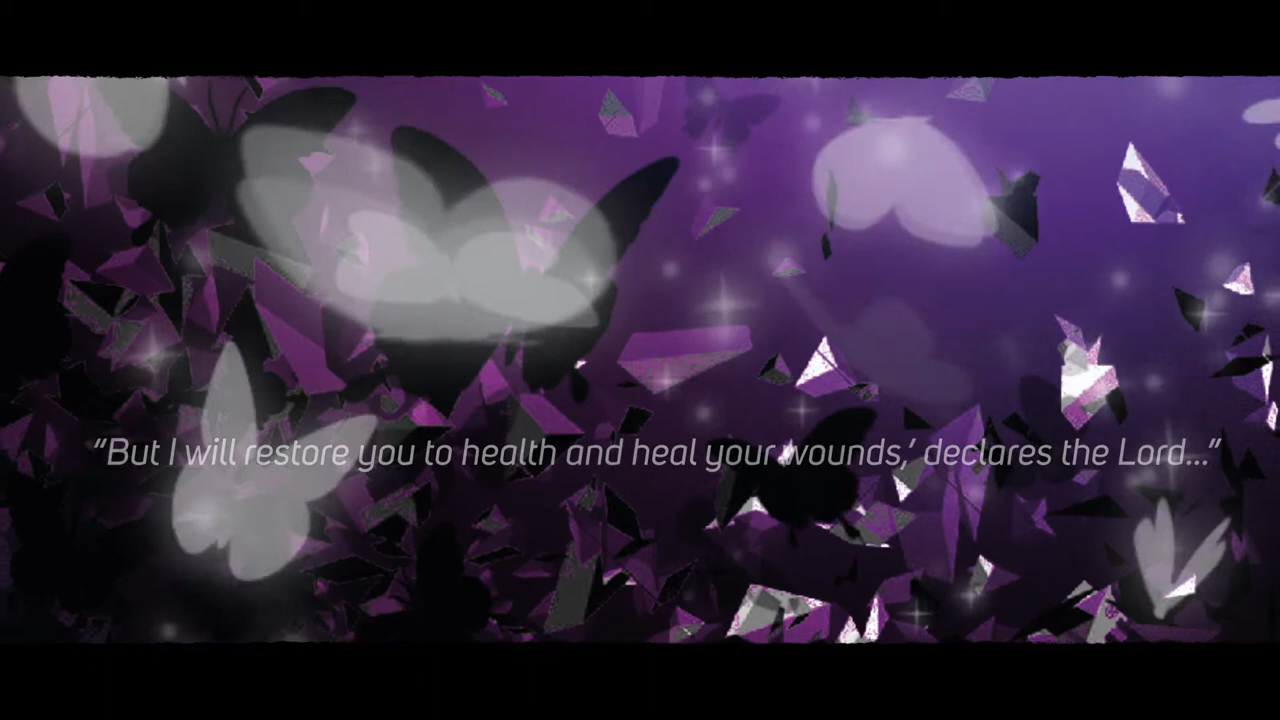 “But I will restore you to health and heal your wounds,’ declares the Lord...”